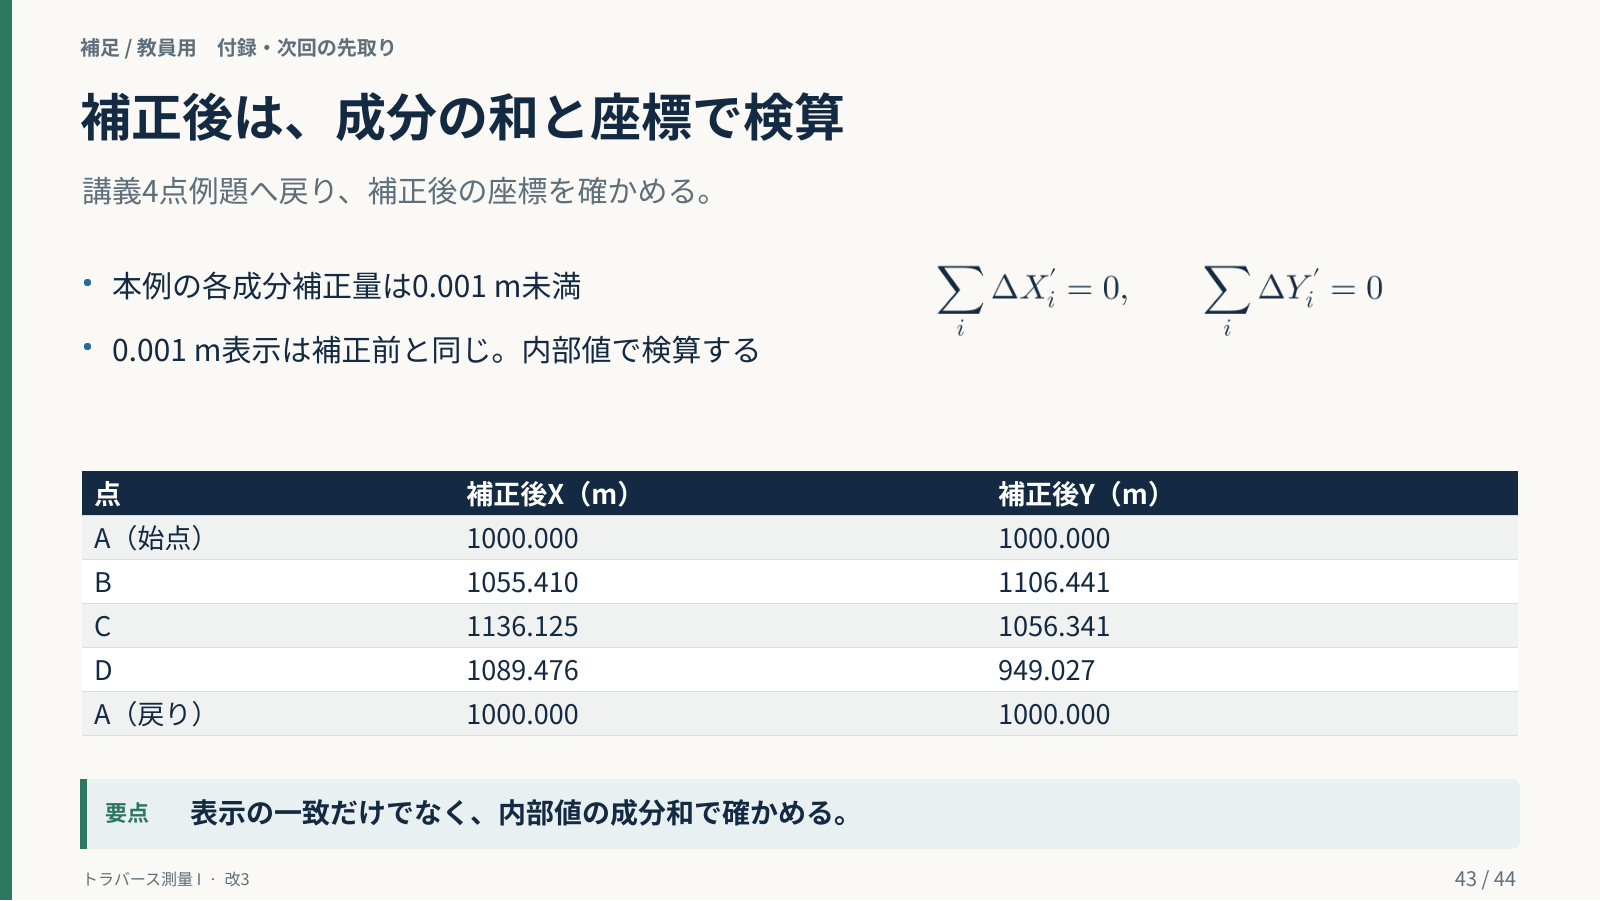 補足 / 教員用　付録・次回の先取り
補正後は、成分の和と座標で検算
講義4点例題へ戻り、補正後の座標を確かめる。
・本例の各成分補正量は0.001 m未満
・0.001 m表示は補正前と同じ。内部値で検算する
∑_i ΔX′_i = 0,　∑_i ΔY′_i = 0
点　補正後X（m）　補正後Y（m）
A（始点）　1000.000　1000.000
B　1055.410　1106.441
C　1136.125　1056.341
D　1089.476　949.027
A（戻り）　1000.000　1000.000
要点　表示の一致だけでなく、内部値の成分和で確かめる。
トラバース測量 I ・ 改3
43 / 44